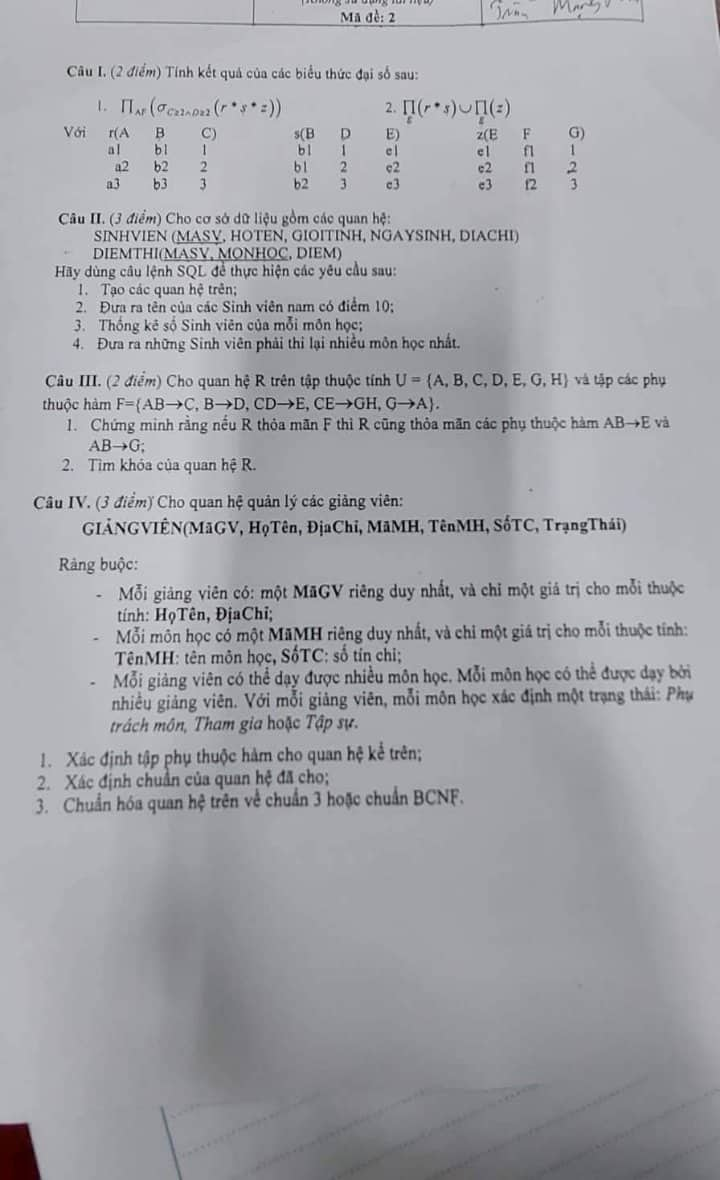 Mã đề: 2
Câu I. (2 điểm) Tính kết quả của các biểu thức đại số sau:
1. ∏AF(σC≥2∧D≥2(r * s * z)) 2. ∏E(r * s)∪∏E(z)
Với r(A B C) s(B D E) z(E F G)
a1 b1 1 b1 1 e1 e1 f1 1
a2 b2 2 b1 2 e2 e2 f1 2
a3 b3 3 b2 3 e3 e3 f2 3
Câu II. (3 điểm) Cho cơ sở dữ liệu gồm các quan hệ:
SINHVIEN (MASV, HOTEN, GIOITINH, NGAYSINH, DIACHI)
DIEMTHI(MASV, MONHOC, DIEM)
Hãy dùng câu lệnh SQL để thực hiện các yêu cầu sau:
1. Tạo các quan hệ trên;
2. Đưa ra tên của các Sinh viên nam có điểm 10;
3. Thống kê số Sinh viên của mỗi môn học;
4. Đưa ra những Sinh viên phải thi lại nhiều môn học nhất.
Câu III. (2 điểm) Cho quan hệ R trên tập thuộc tính U = {A, B, C, D, E, G, H} và tập các phụ
thuộc hàm F={AB→C, B→D, CD→E, CE→GH, G→A}.
1. Chứng minh rằng nếu R thỏa mãn F thì R cũng thỏa mãn các phụ thuộc hàm AB→E và
AB→G;
2. Tìm khóa của quan hệ R.
Câu IV. (3 điểm) Cho quan hệ quản lý các giảng viên:
GIẢNGVIÊN(MãGV, HọTên, ĐịaChỉ, MãMH, TênMH, SốTC, TrạngThái)
Ràng buộc:
- Mỗi giảng viên có: một MãGV riêng duy nhất, và chỉ một giá trị cho mỗi thuộc
tính: HọTên, ĐịaChỉ;
- Mỗi môn học có một MãMH riêng duy nhất, và chỉ một giá trị cho mỗi thuộc tính:
TênMH: tên môn học, SốTC: số tín chỉ;
- Mỗi giảng viên có thể dạy được nhiều môn học. Mỗi môn học có thể được dạy bởi
nhiều giảng viên. Với mỗi giảng viên, mỗi môn học xác định một trạng thái: Phụ
trách môn, Tham gia hoặc Tập sự.
1. Xác định tập phụ thuộc hàm cho quan hệ kể trên;
2. Xác định chuẩn của quan hệ đã cho;
3. Chuẩn hóa quan hệ trên về chuẩn 3 hoặc chuẩn BCNF.